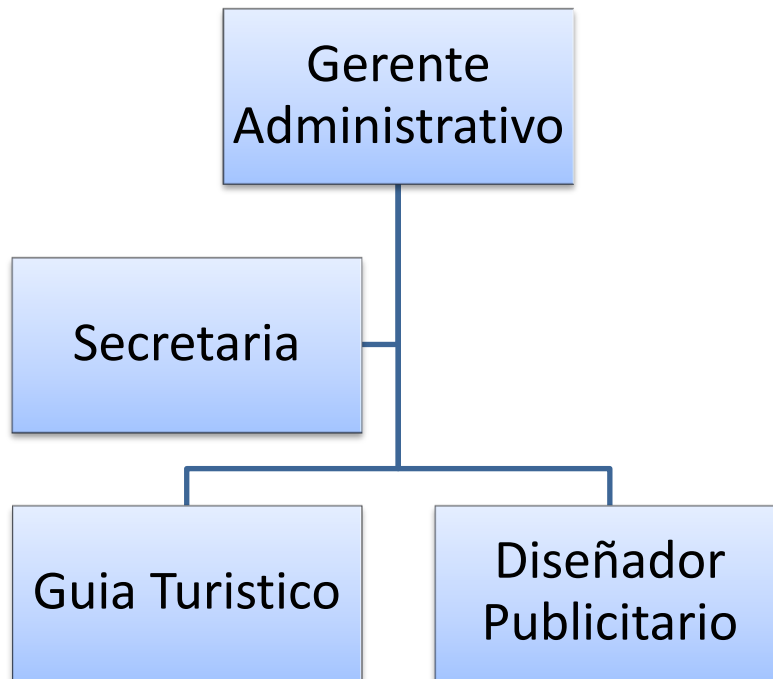 Gerente
Administrativo
Secretaria
Guia Turistico
Diseñador
Publicitario